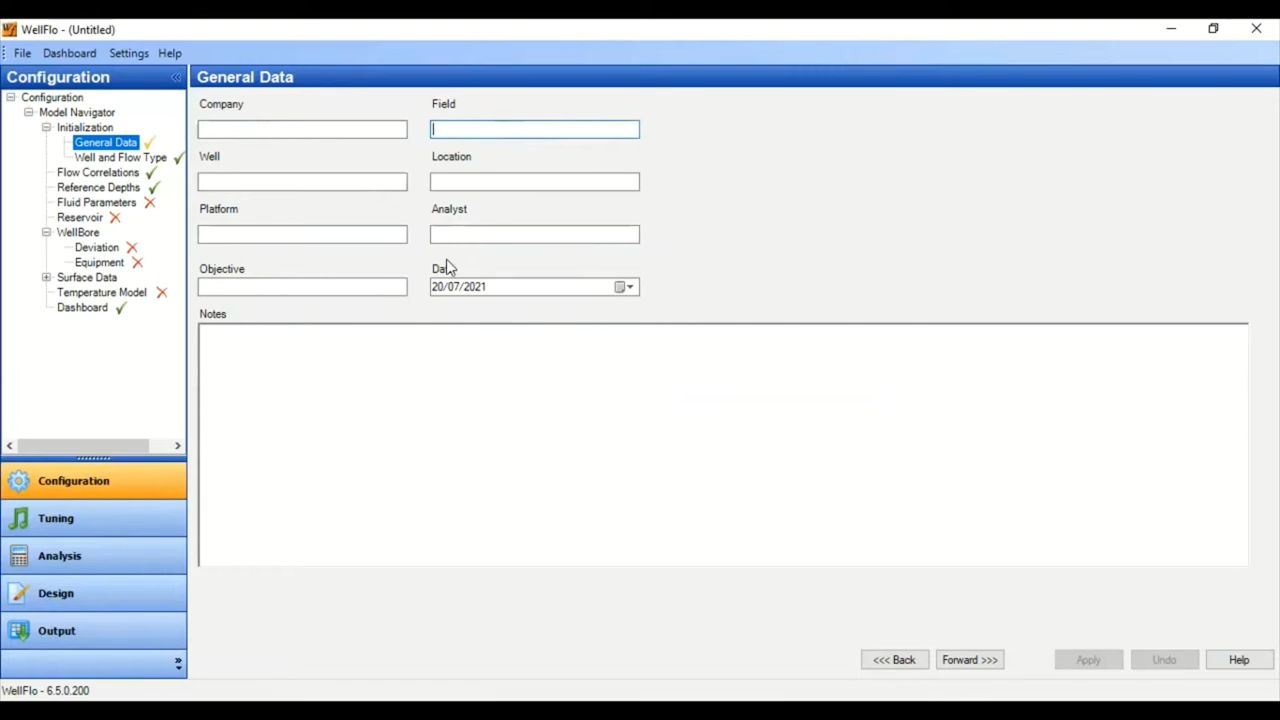 WellFlo - (Untitled)
File Dashboard Settings Help
Configuration
Configuration
Model Navigator
Initialization
General Data
Well and Flow Type
Flow Correlations
Reference Depths
Fluid Parameters
Reservoir
WellBore
Deviation
Equipment
Surface Data
Temperature Model
Dashboard
Configuration
Tuning
Analysis
Design
Output
General Data
Company Field
Well Location
Platform Analyst
Objective
20/07/2021
Notes
<<< Back Forward >>> Apply Undo Help
WellFlo - 6.5.0.200